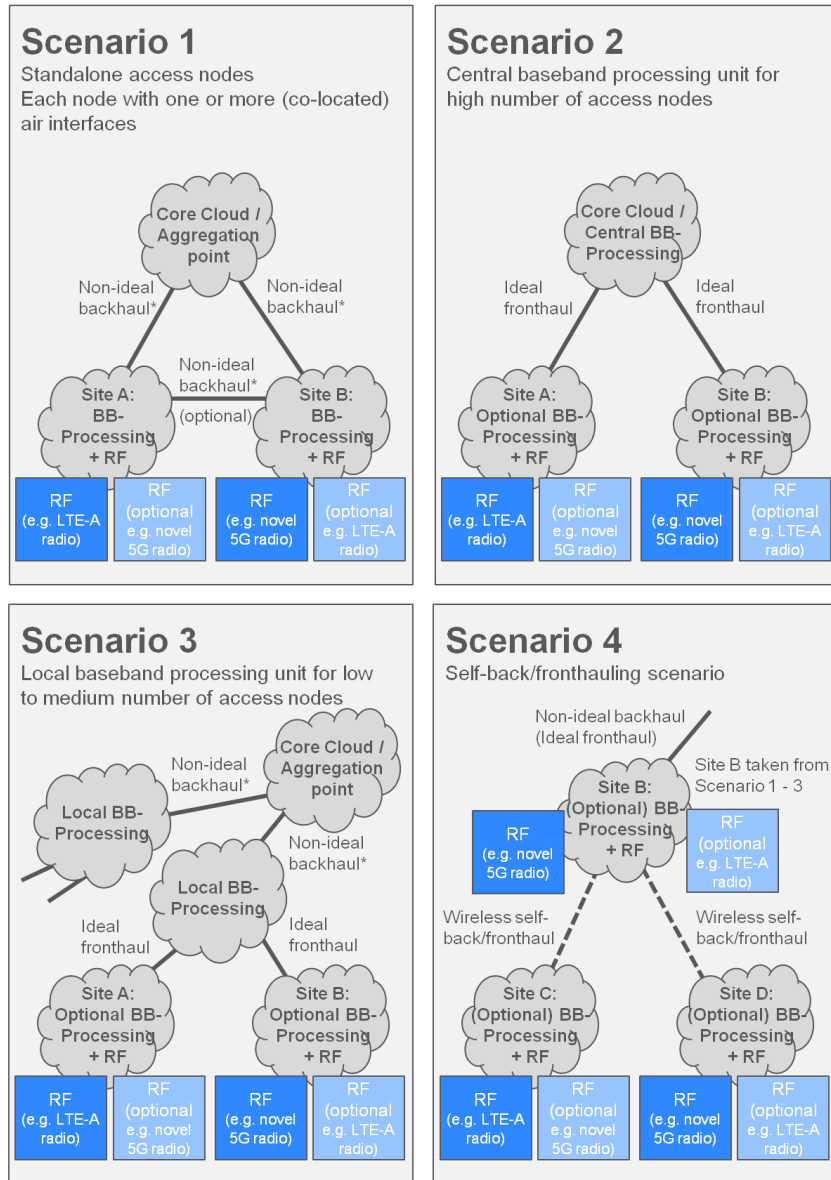 Scenario 1
Standalone access nodes
Each node with one or more (co-located)
air interfaces
Core Cloud /
Aggregation
point
Non-ideal
backhaul*
Non-ideal
backhaul*
Non-ideal
backhaul*
(optional)
Site A:
BB-
Processing
+ RF
Site B:
BB-
Processing
+ RF
RF
(e.g. LTE-A
radio)
RF
(optional
e.g. novel
5G radio)
RF
(e.g. novel
5G radio)
RF
(optional
e.g. LTE-A
radio)
Scenario 2
Central baseband processing unit for
high number of access nodes
Core Cloud /
Central BB-
Processing
Ideal
fronthaul
Ideal
fronthaul
Site A:
Optional BB-
Processing
+ RF
Site B:
Optional BB-
Processing
+ RF
RF
(e.g. LTE-A
radio)
RF
(optional
e.g. novel
5G radio)
RF
(e.g. novel
5G radio)
RF
(optional
e.g. LTE-A
radio)
Scenario 3
Local baseband processing unit for low
to medium number of access nodes
Core Cloud /
Aggregation
point
Non-ideal
backhaul*
Local BB-
Processing
Non-ideal
backhaul*
Local BB-
Processing
Ideal
fronthaul
Ideal
fronthaul
Site A:
Optional BB-
Processing
+ RF
Site B:
Optional BB-
Processing
+ RF
RF
(e.g. LTE-A
radio)
RF
(optional
e.g. novel
5G radio)
RF
(e.g. novel
5G radio)
RF
(optional
e.g. LTE-A
radio)
Scenario 4
Self-back/fronthauling scenario
Non-ideal backhaul
(Ideal fronthaul)
Site B taken from
Scenario 1 - 3
Site B:
(Optional) BB-
Processing
+ RF
RF
(e.g. novel
5G radio)
RF
(optional
e.g. LTE-A
radio)
Wireless self-
back/fronthaul
Wireless self-
back/fronthaul
Site C:
(Optional) BB-
Processing
+ RF
Site D:
(Optional) BB-
Processing
+ RF
RF
(e.g. LTE-A
radio)
RF
(optional
e.g. novel
5G radio)
RF
(e.g. novel
5G radio)
RF
(optional
e.g. LTE-A
radio)